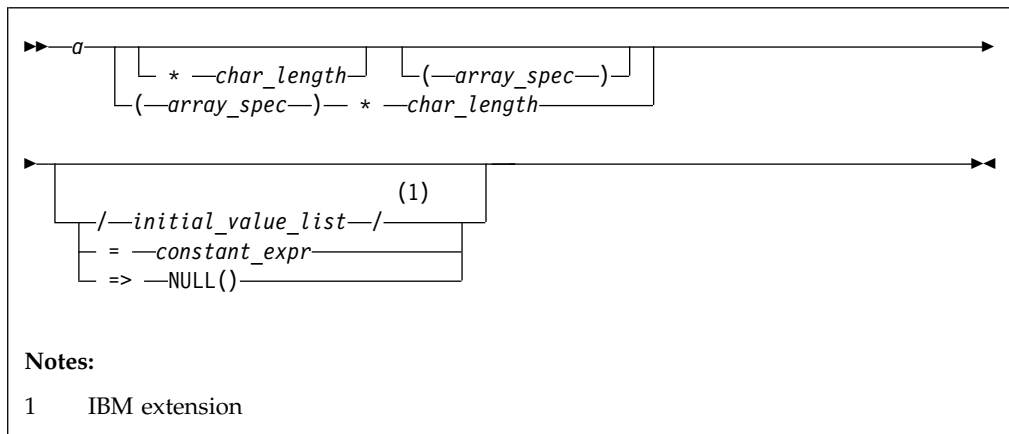 a
* char_length ( array_spec )
( array_spec ) * char_length
(1)
/ initial_value_list /
= constant_expr
=> NULL()
Notes:
1 IBM extension